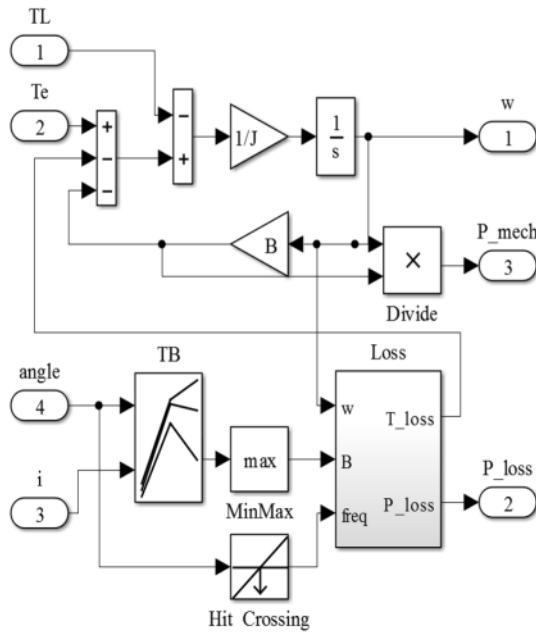 TL
1
Te
2
+
−
−
−
+
1/J
1
s
w
1
B
×
Divide
P_mech
3
angle
4
i
3
TB
max
MinMax
Hit Crossing
Loss
w
B
freq
T_loss
P_loss
P_loss
2